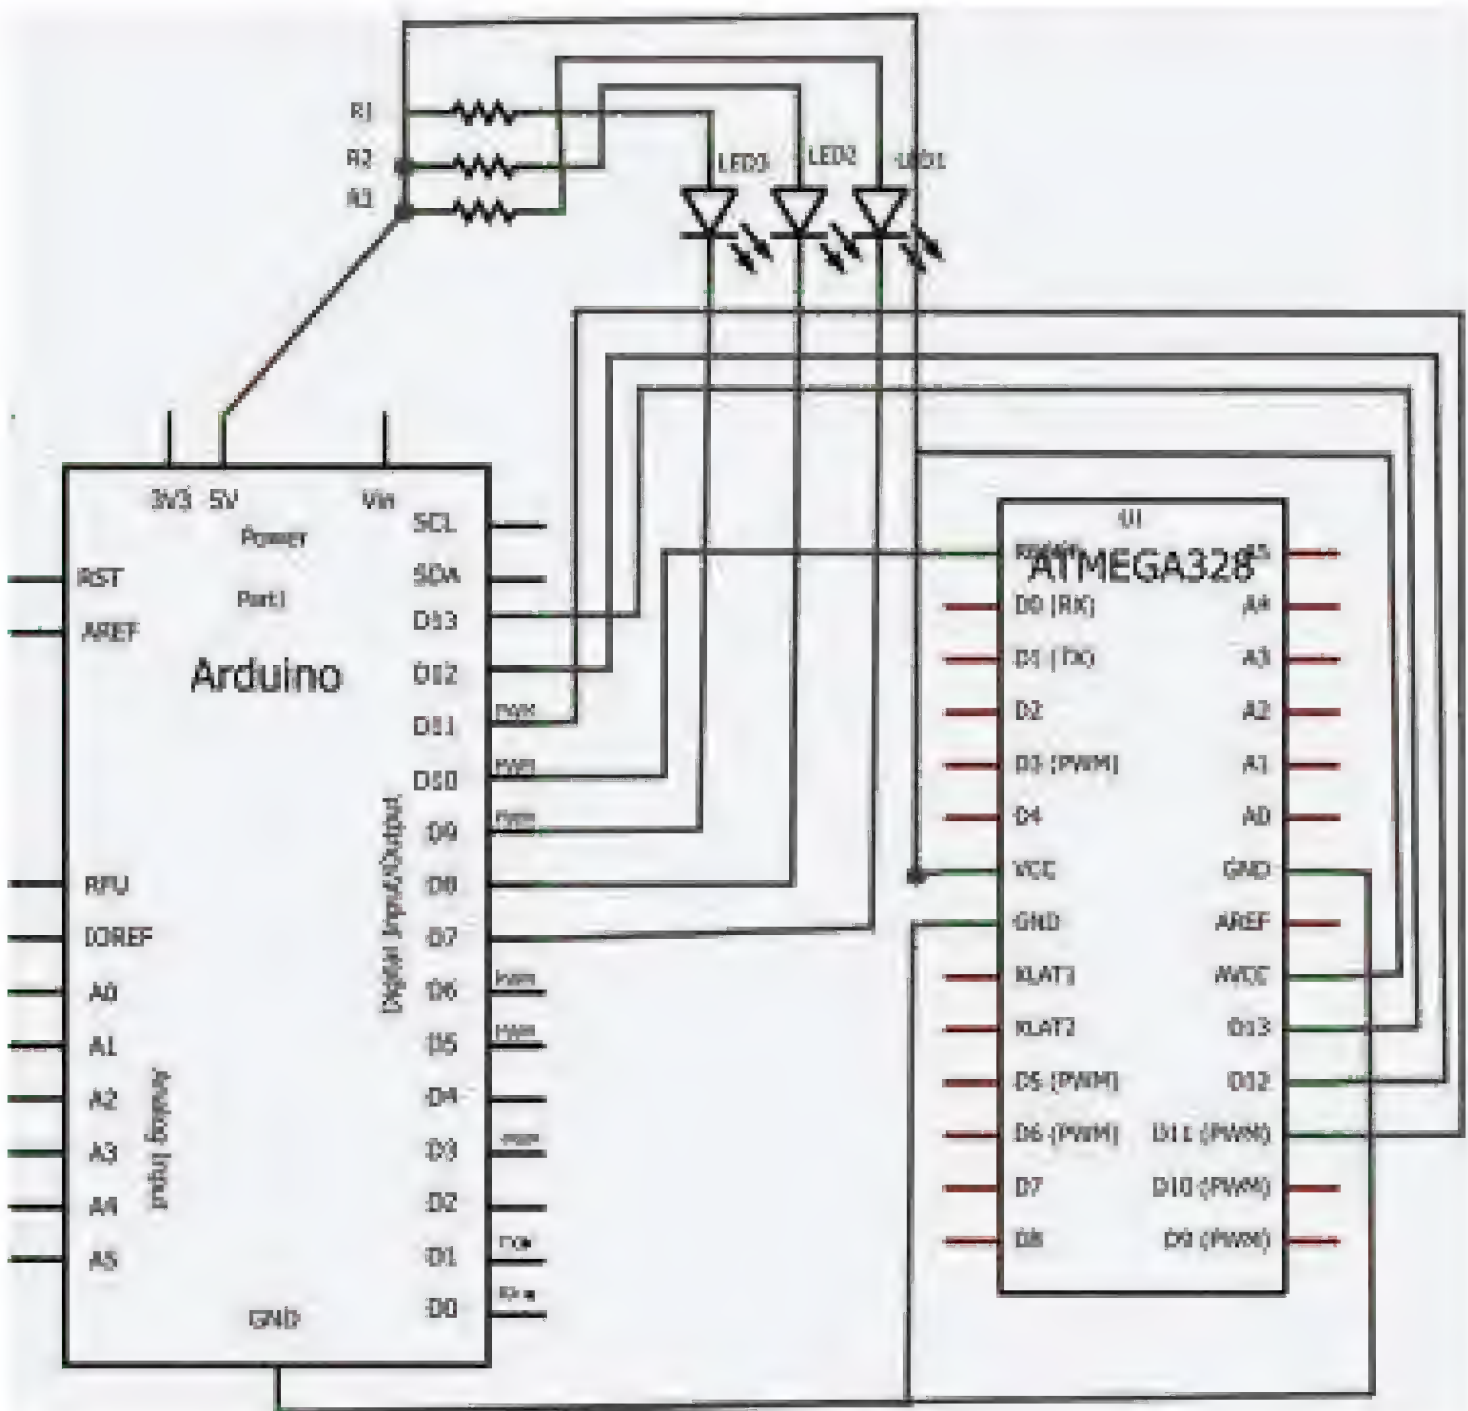 R1
R2
LED3
LED2
LED1
3V3 5V
Vin
Power
Part1
Arduino
RST
AREF
RFU
IOREF
A0
A1
A2
A3
A4
A5
Analog Input
GND
SCL
SDA
D13
D12
D11
PWM
D10
PWM
D9
PWM
D8
D7
D6
PWM
D5
PWM
D4
D3
PWM
D2
D1
D0
Digital Input/Output
U1
ATMEGA328
D0 (RX)
D1 (TX)
D2
D3 (PWM)
D4
VCC
GND
XLAT1
XLAT2
D5 (PWM)
D6 (PWM)
D7
D8
A4
A3
A2
A1
A0
GND
AREF
AVCC
D13
D12
D11 (PWM)
D10 (PWM)
D9 (PWM)